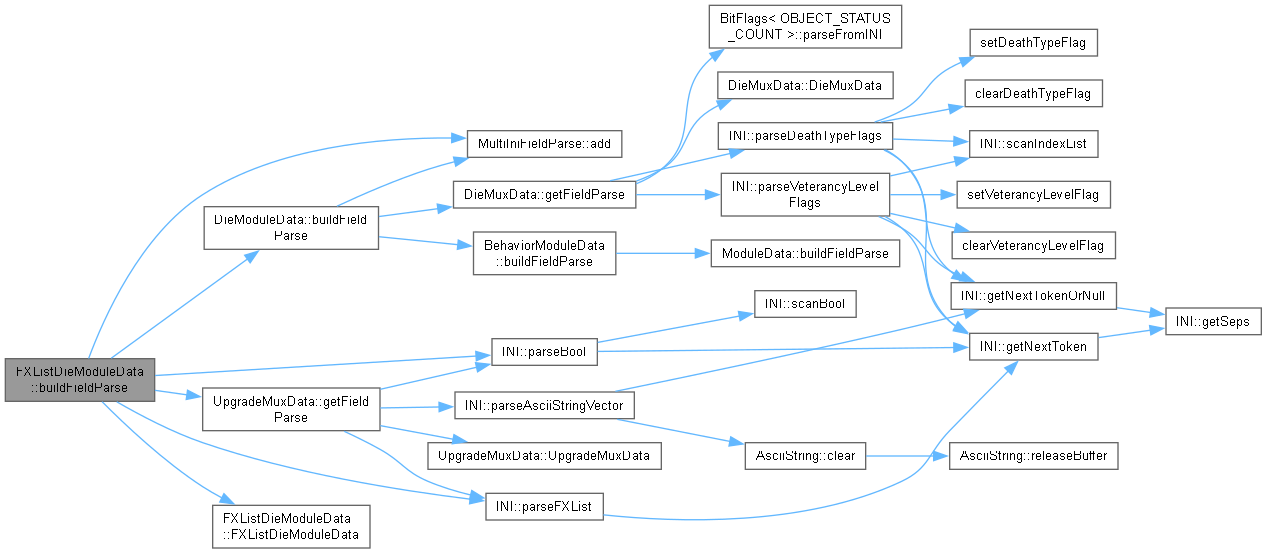 BitFlags< OBJECT_STATUS
_COUNT >::parseFromINI
setDeathTypeFlag
DieMuxData::DieMuxData
clearDeathTypeFlag
INI::parseDeathTypeFlags
MultiIniFieldParse::add
INI::scanIndexList
INI::parseVeterancyLevel
Flags
DieMuxData::getFieldParse
setVeterancyLevelFlag
DieModuleData::buildField
Parse
BehaviorModuleData
::buildFieldParse
ModuleData::buildFieldParse
clearVeterancyLevelFlag
INI::getNextTokenOrNull
INI::scanBool
INI::getSeps
INI::parseBool
INI::getNextToken
FXListDieModuleData
::buildFieldParse
UpgradeMuxData::getField
Parse
INI::parseAsciiStringVector
UpgradeMuxData::UpgradeMuxData
AsciiString::clear
AsciiString::releaseBuffer
INI::parseFXList
FXListDieModuleData
::FXListDieModuleData